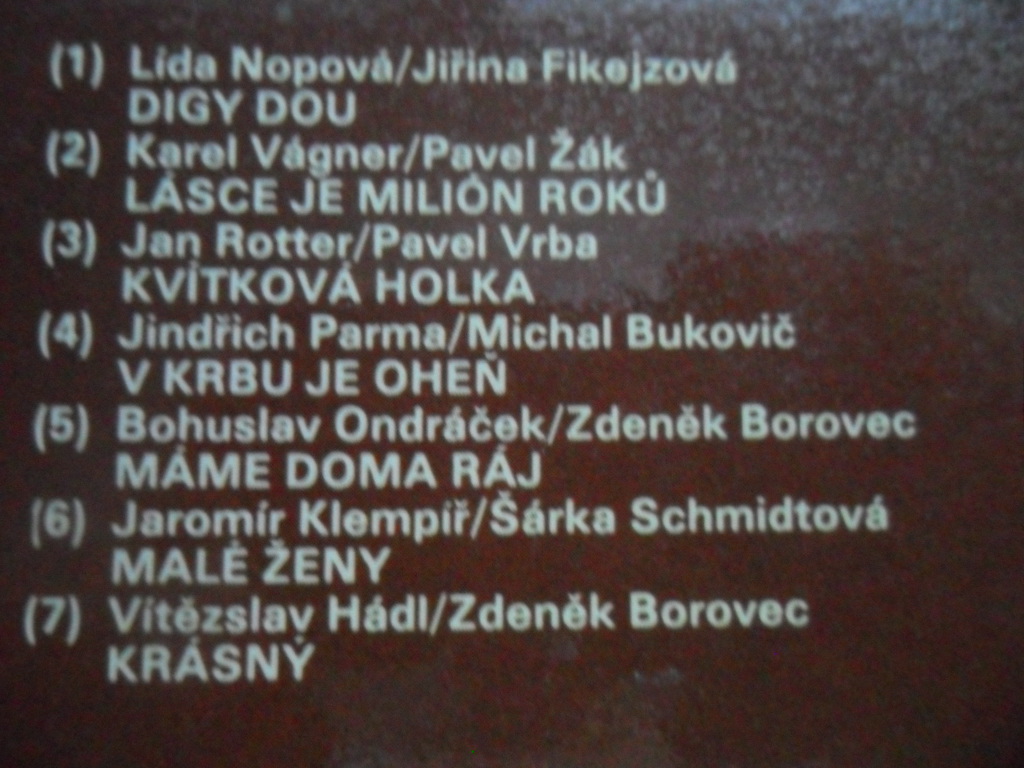 (1) Lída Nopová/Jiřina Fikejzová
DIGY DOU
(2) Karel Vágner/Pavel Žák
LÁSCE JE MILIÓN ROKŮ
(3) Jan Rotter/Pavel Vrba
KVÍTKOVÁ HOLKA
(4) Jindřich Parma/Michal Bukovič
V KRBU JE OHEŇ
(5) Bohuslav Ondráček/Zdeněk Borovec
MÁME DOMA RÁJ
(6) Jaromír Klempíř/Šárka Schmidtová
MALÉ ŽENY
(7) Vítězslav Hádl/Zdeněk Borovec
KRÁSNÝ